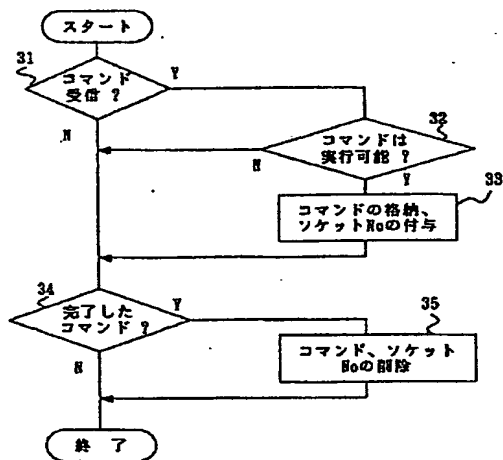 スタート
31
コマンド
受信 ?
Y
N
32
コマンドは
実行可能 ?
N
Y
33
コマンドの格納、
ソケットNoの付与
34
完了した
コマンド ?
Y
N
35
コマンド、ソケット
Noの削除
終 了